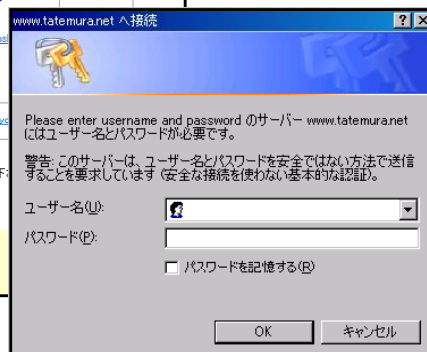 www.tatemura.net へ接続
Please enter username and password のサーバー www.tatemura.net
にはユーザー名とパスワードが必要です。
警告: このサーバーは、ユーザー名とパスワードを安全ではない方法で送信
することを要求しています (安全な接続を使わない基本的な認証)。
ユーザー名(U):
パスワード(P):
パスワードを記憶する(R)
OK
キャンセル